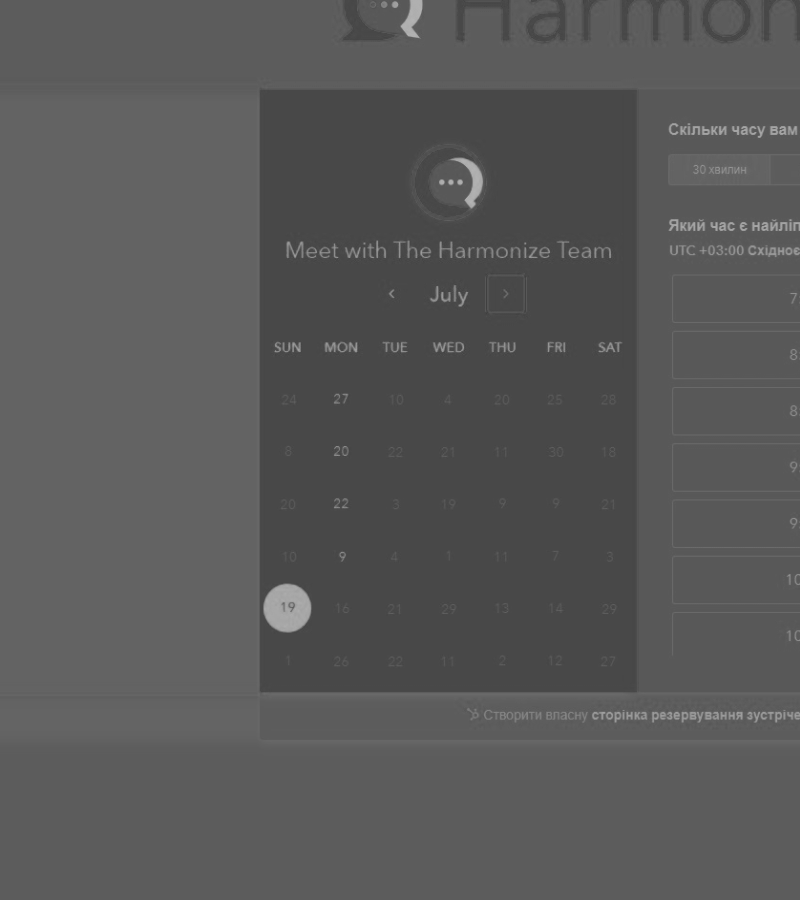 Harmon
Meet with The Harmonize Team
July
SUN MON TUE WED THU FRI SAT
24 27 10 4 20 25 28
8 20 22 21 11 30 18
20 22 3 19 9 9 21
10 9 4 1 11 7 3
19 16 21 29 13 14 29
1 26 22 11 2 12 27
Скільки часу вам
30 хвилин
Який час є найліп
UTC +03:00 Східноє
7
8
8
9
9
10
10
Створити власну сторінка резервування зустріче